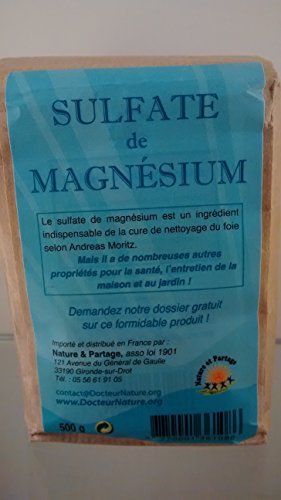 SULFATE
de
MAGNÉSIUM
Le sulfate de magnésium est un ingrédient
indispensable de la cure de nettoyage du foie
selon Andreas Moritz.
Mais il a de nombreuses autres
propriétés pour la santé, l'entretien de la
maison et au jardin !
Demandez notre dossier gratuit
sur ce formidable produit !
Importé et distribué en France par :
Nature & Partage, asso loi 1901
121 Avenue du Général de Gaulle
33190 Gironde-sur-Drot
Tél. : 05 56 61 91 05
contact@DocteurNature.org
www.DocteurNature.org
Nature et Partage
500 g